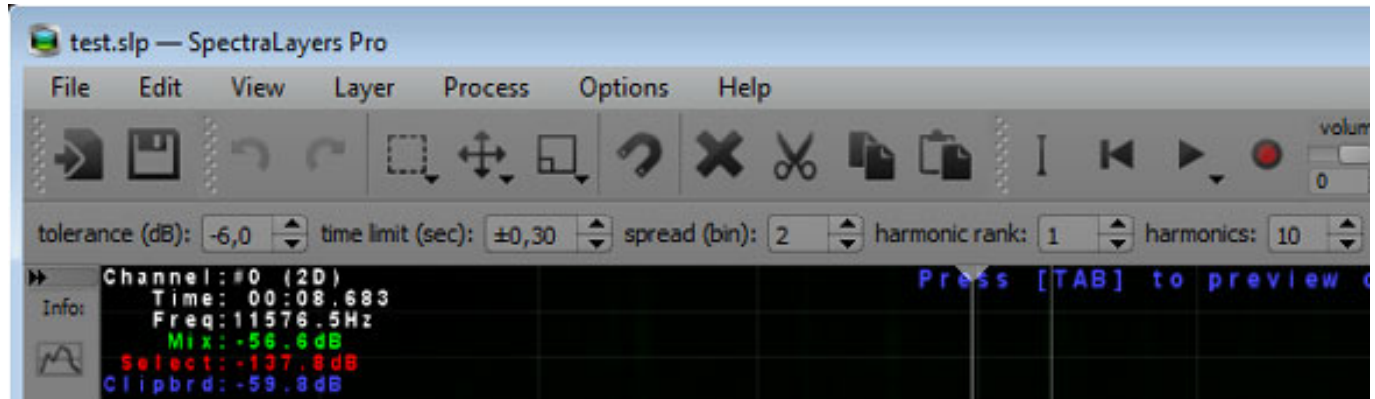 test.slp — SpectraLayers Pro
File Edit View Layer Process Options Help
volum
0
tolerance (dB): -6,0 time limit (sec): ±0,30 spread (bin): 2 harmonic rank: 1 harmonics: 10
Channel:#0 (2D) Press [TAB] to preview
Info:
Time: 00:08.683
Freq:11576.5Hz
Mix:-56.6dB
Select:-137.8dB
Clipbrd:-59.8dB